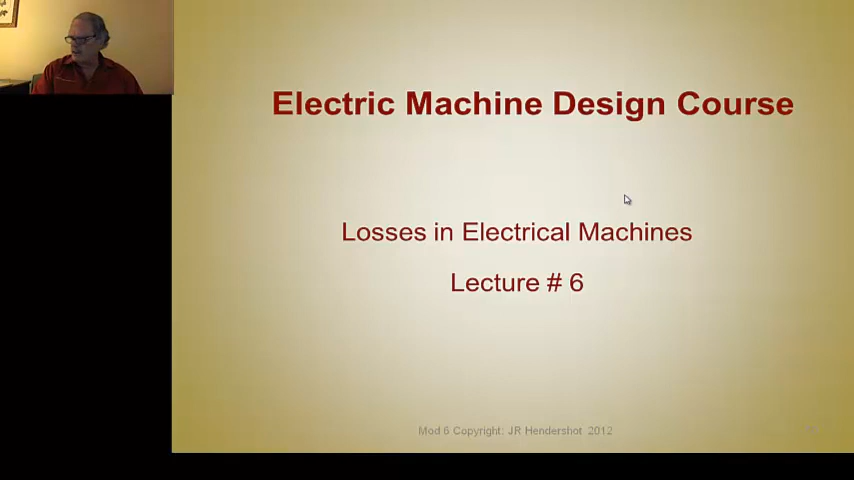 Electric Machine Design Course
Losses in Electrical Machines
Lecture # 6
Mod 6 Copyright: JR Hendershot 2012